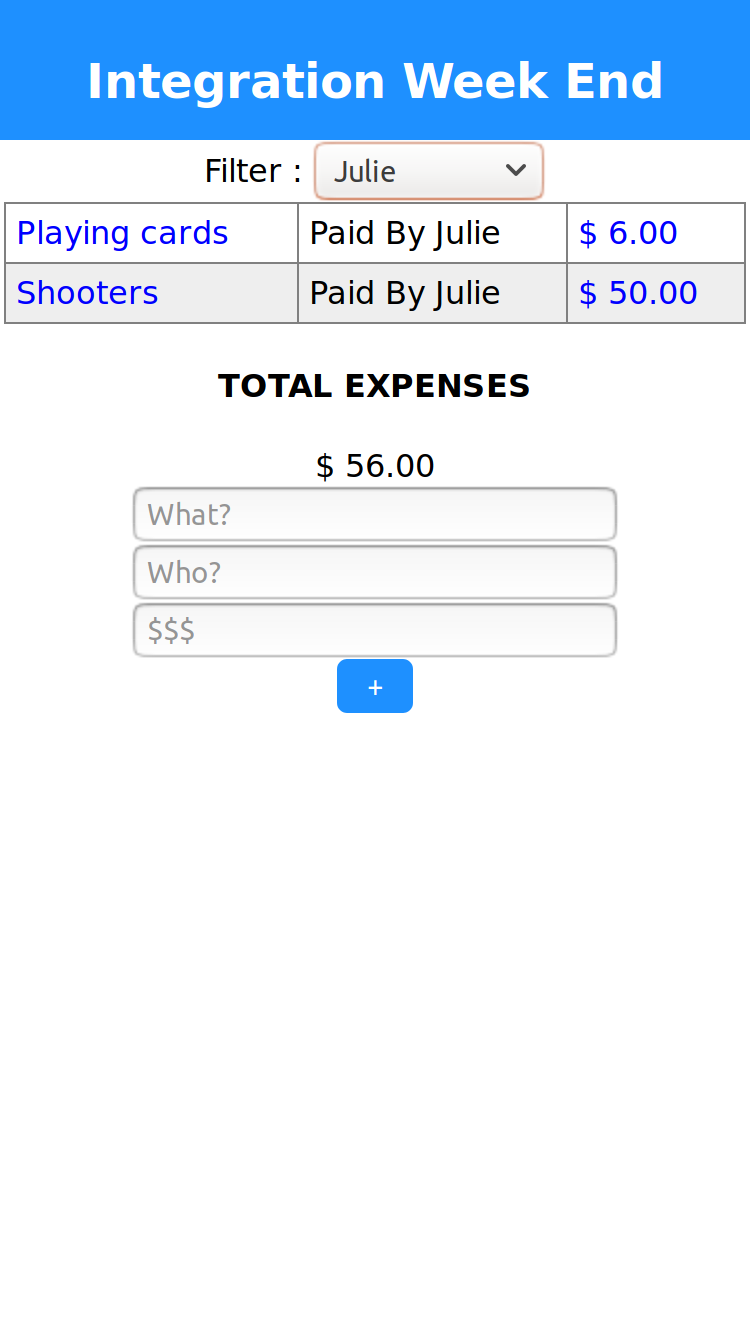 Integration Week End
Filter : Julie
Playing cards Paid By Julie $ 6.00
Shooters Paid By Julie $ 50.00
TOTAL EXPENSES
$ 56.00
What?
Who?
$$$
+